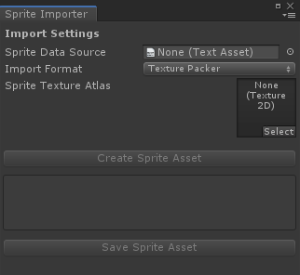 Sprite Importer
Import Settings
Sprite Data Source
None (Text Asset)
Import Format
Texture Packer
Sprite Texture Atlas
None
(Texture
2D)
Select
Create Sprite Asset
Save Sprite Asset